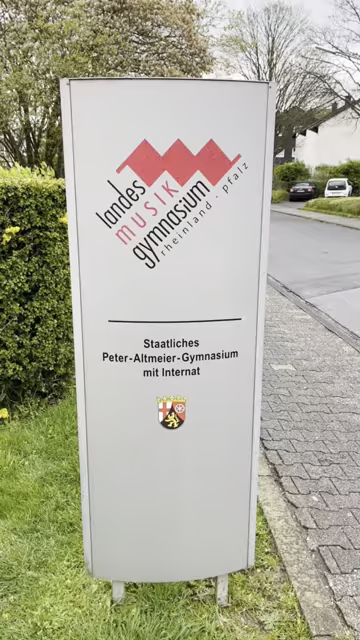 landes
musik
gymnasium
rheinland-pfalz
Staatliches
Peter-Altmeier-Gymnasium
mit Internat